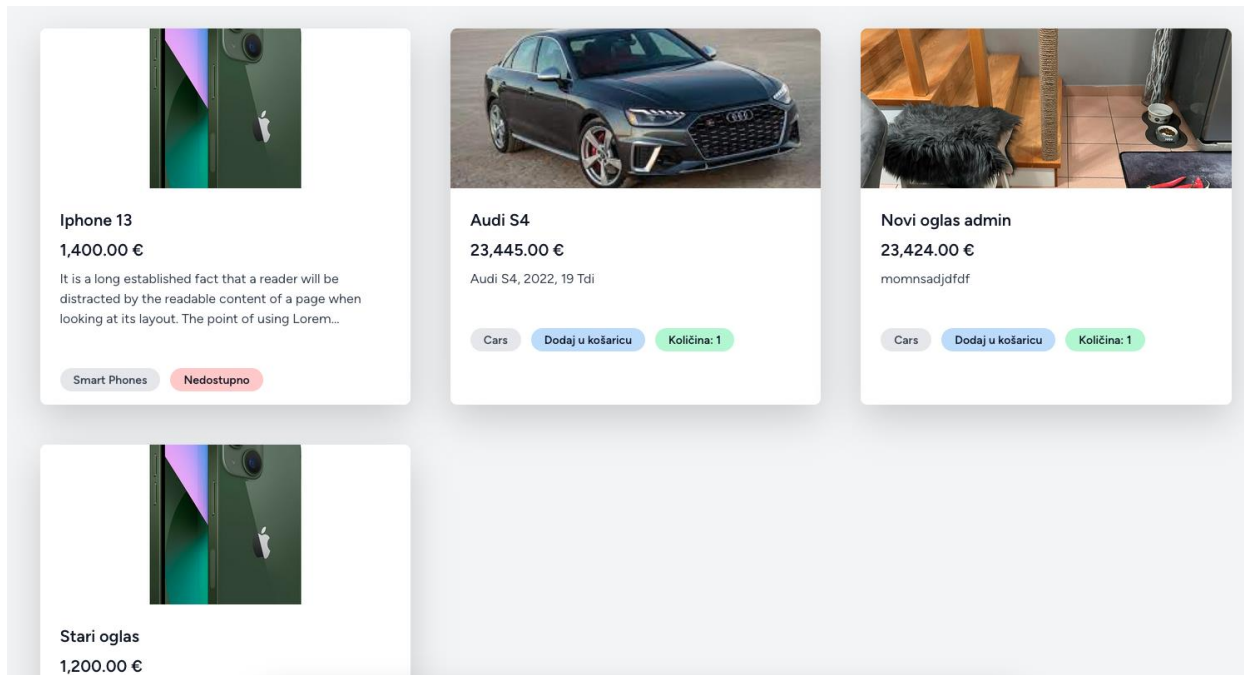 Iphone 13
1,400.00 €
It is a long established fact that a reader will be
distracted by the readable content of a page when
looking at its layout. The point of using Lorem...
Smart Phones
Nedostupno
Audi S4
23,445.00 €
Audi S4, 2022, 19 Tdi
Cars
Dodaj u košaricu
Količina: 1
Novi oglas admin
23,424.00 €
momnsadjdfdf
Cars
Dodaj u košaricu
Količina: 1
Stari oglas
1,200.00 €